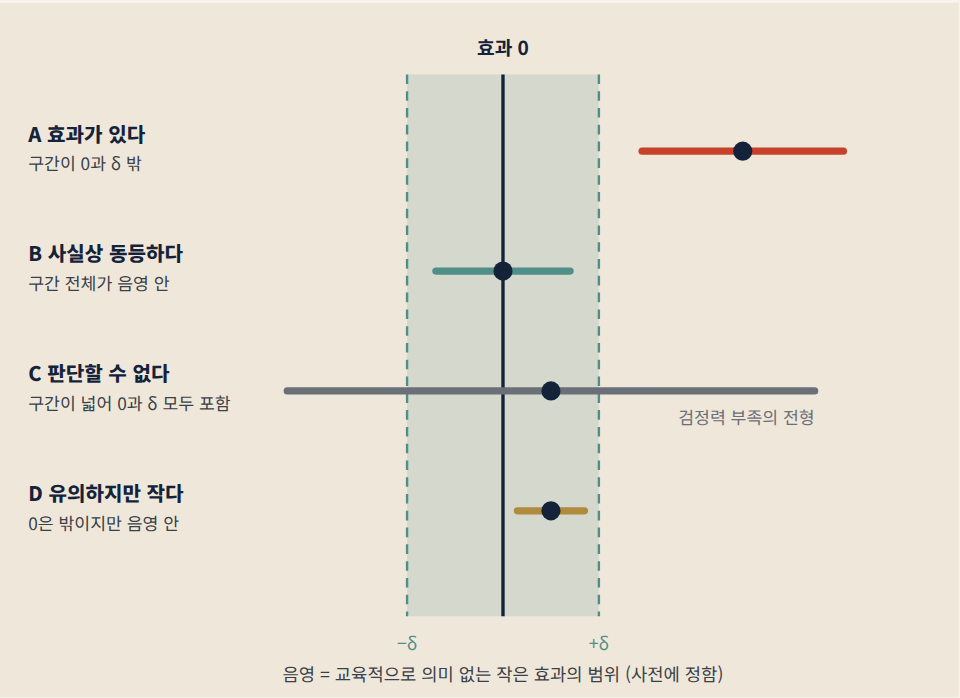 효과 0
A 효과가 있다
구간이 0과 δ 밖
B 사실상 동등하다
구간 전체가 음영 안
C 판단할 수 없다
구간이 넓어 0과 δ 모두 포함
검정력 부족의 전형
D 유의하지만 작다
0은 밖이지만 음영 안
−δ
+δ
음영 = 교육적으로 의미 없는 작은 효과의 범위 (사전에 정함)